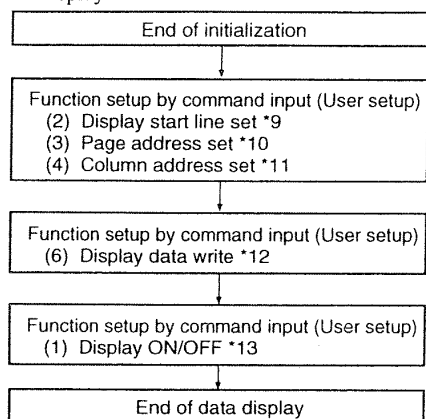 End of initialization
Function setup by command input (User setup)
(2) Display start line set *9
(3) Page address set *10
(4) Column address set *11
Function setup by command input (User setup)
(6) Display data write *12
Function setup by command input (User setup)
(1) Display ON/OFF *13
End of data display